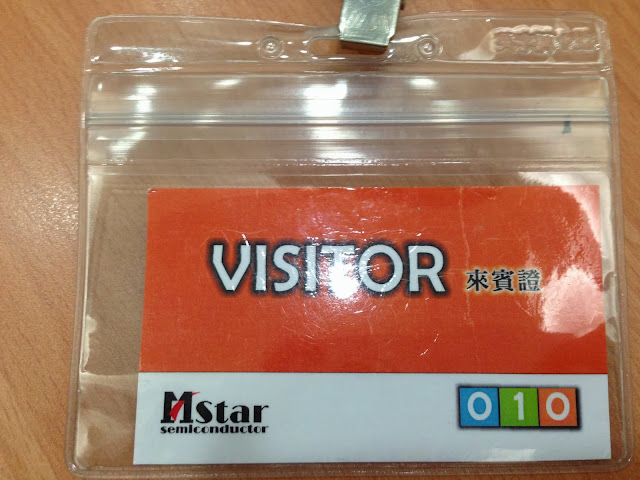 VISITOR 來賓證
MStar
semiconductor
010